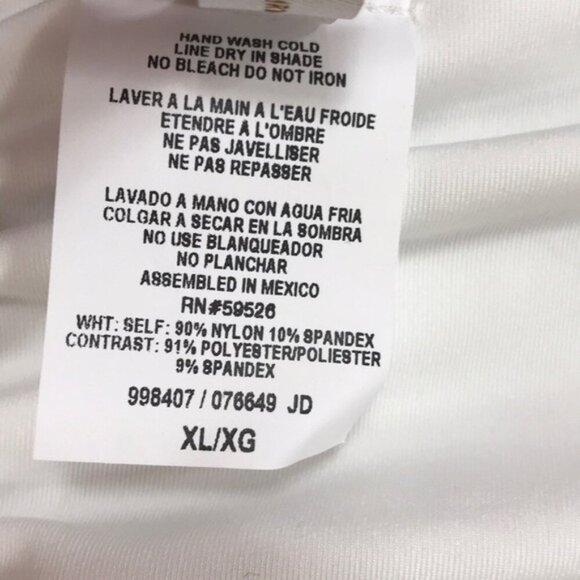 HAND WASH COLD
LINE DRY IN SHADE
NO BLEACH DO NOT IRON
LAVER A LA MAIN A L'EAU FROIDE
ETENDRE A L'OMBRE
NE PAS JAVELLISER
NE PAS REPASSER
LAVADO A MANO CON AGUA FRIA
COLGAR A SECAR EN LA SOMBRA
NO USE BLANQUEADOR
NO PLANCHAR
ASSEMBLED IN MEXICO
RN#59526
WHT: SELF: 90% NYLON 10% SPANDEX
CONTRAST: 91% POLYESTER/POLIESTER
9% SPANDEX
998407 / 076649 JD
XL/XG